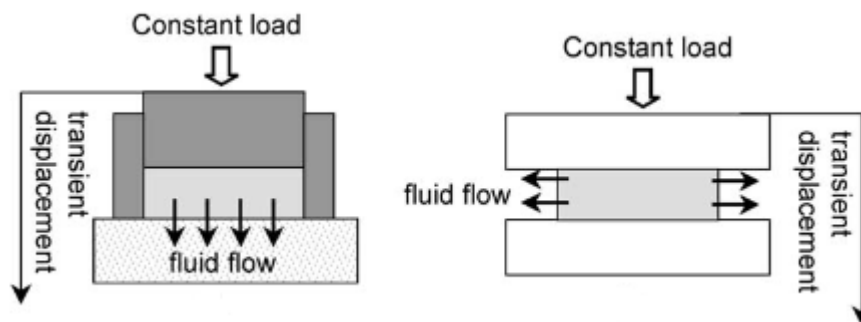 Constant load
transient
displacement
fluid flow
Constant load
fluid flow
transient
displacement